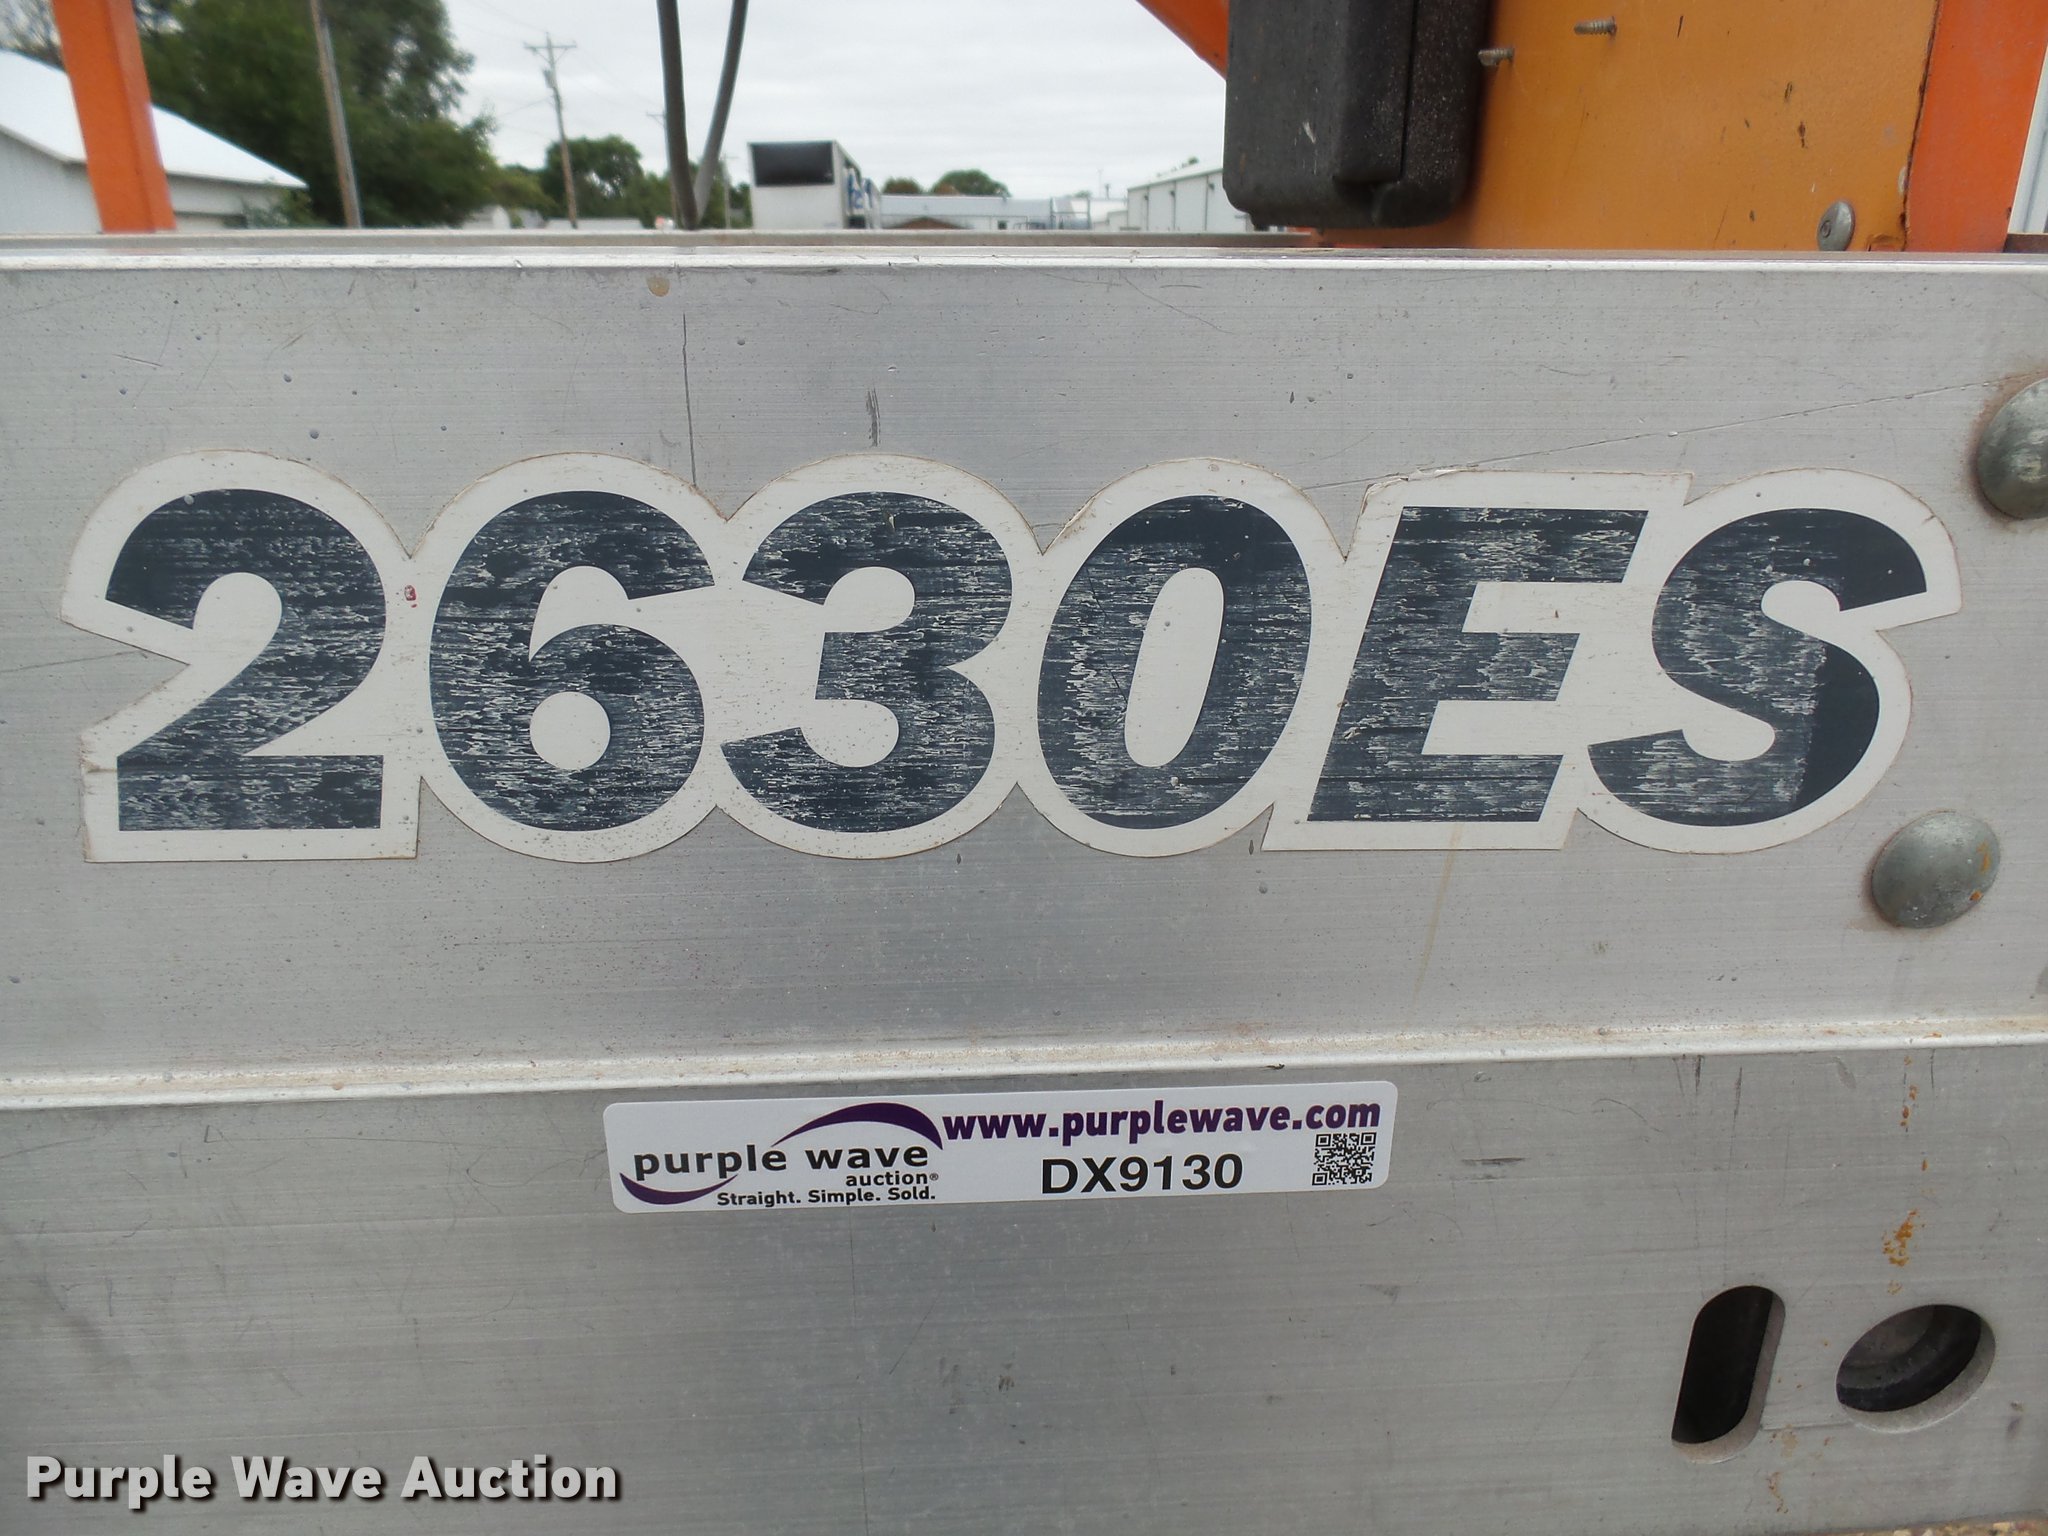 2630ES
www.purplewave.com
purple wave
auction®
Straight. Simple. Sold.
DX9130
Purple Wave Auction